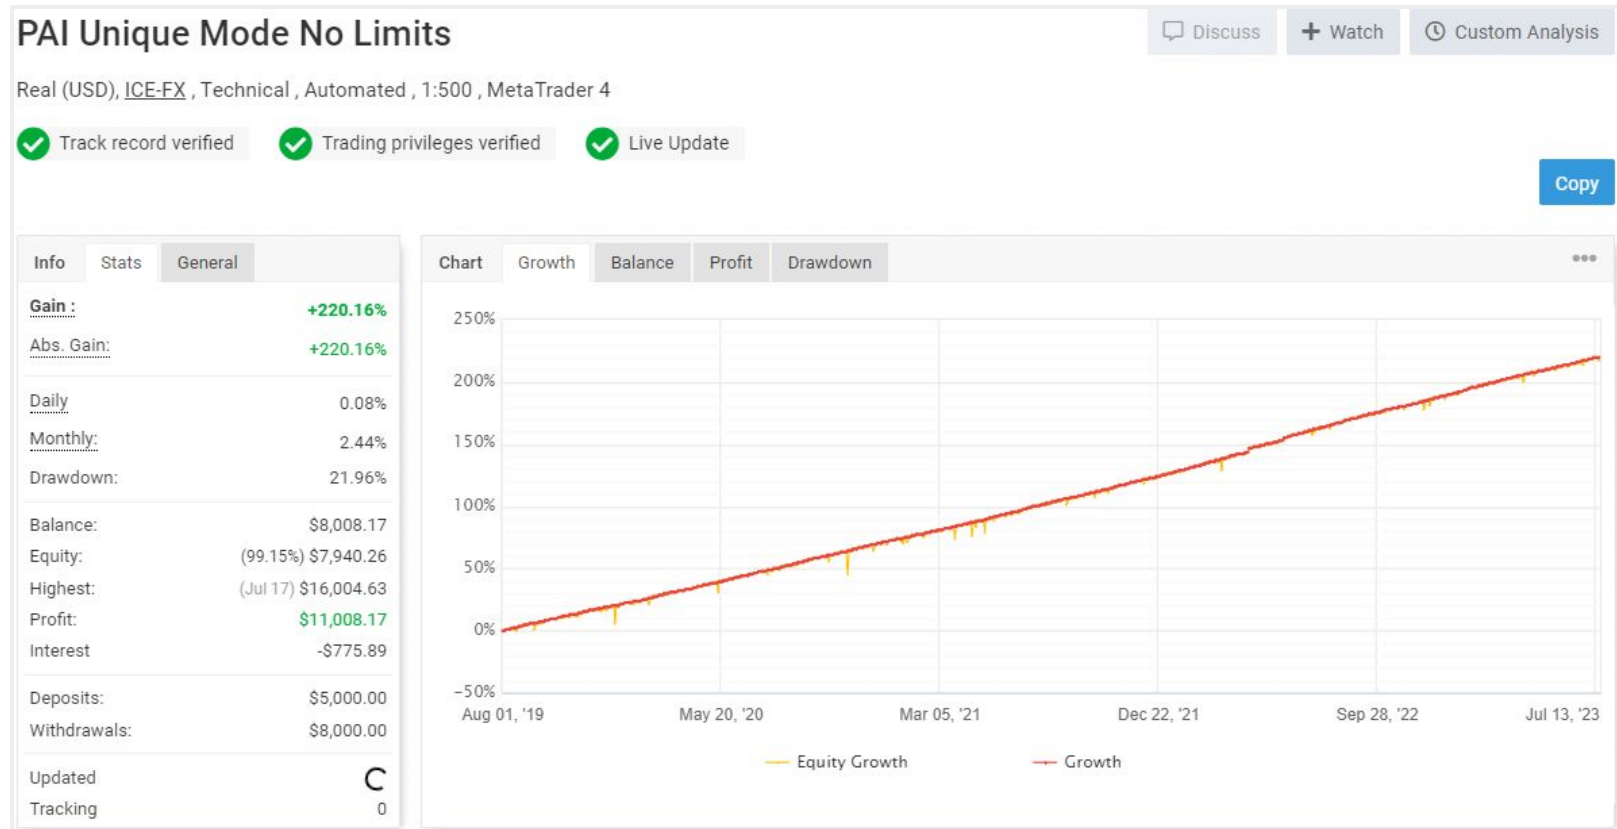 PAI Unique Mode No Limits
Discuss
Watch
Custom Analysis
Real (USD), ICE-FX , Technical , Automated , 1:500 , MetaTrader 4
Track record verified
Trading privileges verified
Live Update
Copy
Info Stats General
Gain : +220.16%
Abs. Gain: +220.16%
Daily 0.08%
Monthly: 2.44%
Drawdown: 21.96%
Balance: $8,008.17
Equity: (99.15%) $7,940.26
Highest: (Jul 17) $16,004.63
Profit: $11,008.17
Interest -$775.89
Deposits: $5,000.00
Withdrawals: $8,000.00
Updated
Tracking 0
Chart Growth Balance Profit Drawdown
250%
200%
150%
100%
50%
0%
-50%
Aug 01, '19 May 20, '20 Mar 05, '21 Dec 22, '21 Sep 28, '22 Jul 13, '23
Equity Growth Growth